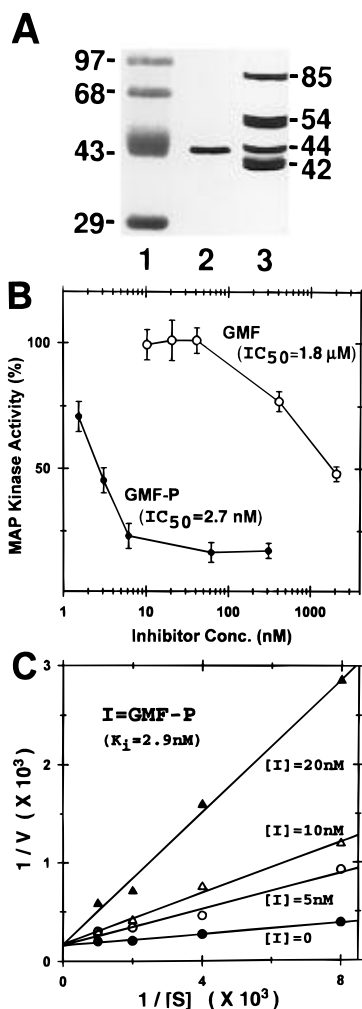 A
97-
68-
43-
29-
-85
-54
-44
-42
1 2 3
B
MAP Kinase Activity (%)
100
50
GMF
(IC50=1.8 μM)
GMF-P
(IC50=2.7 nM)
1 10 100 1000
Inhibitor Conc. (nM)
C
1 / V ( X 10³)
3
2
1
0
I=GMF-P
(Ki=2.9nM)
[I]=20nM
[I]=10nM
[I]=5nM
[I]=0
0 2 4 6 8
1 / [S] ( X 10³)